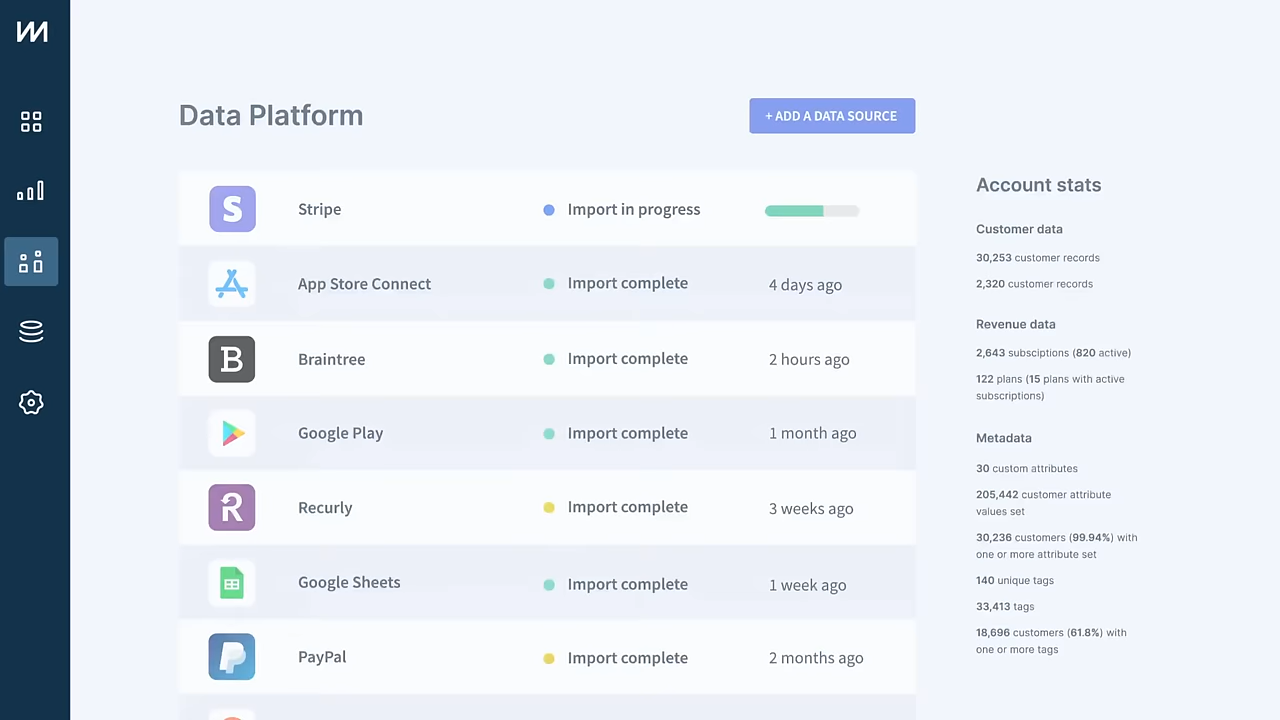 Data Platform
+ ADD A DATA SOURCE
S Stripe Import in progress
App Store Connect Import complete 4 days ago
B Braintree Import complete 2 hours ago
Google Play Import complete 1 month ago
R Recurly Import complete 3 weeks ago
Google Sheets Import complete 1 week ago
P PayPal Import complete 2 months ago
Account stats
Customer data
30,253 customer records
2,320 customer records
Revenue data
2,643 subsciptions (820 active)
122 plans (15 plans with active
subscriptions)
Metadata
30 custom attributes
205,442 customer attribute
values set
30,236 customers (99.94%) with
one or more attribute set
140 unique tags
33,413 tags
18,696 customers (61.8%) with
one or more tags